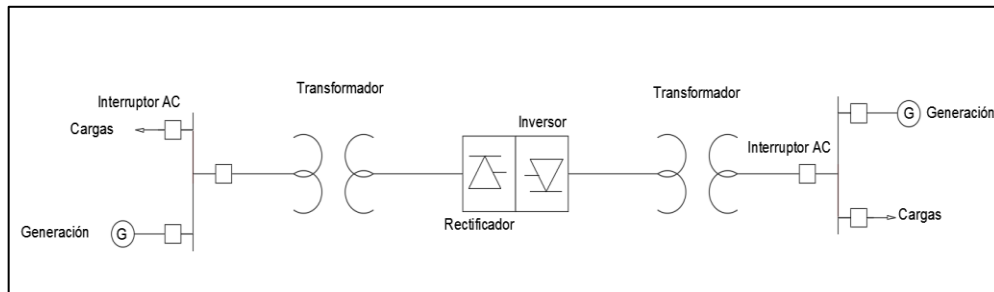 Transformador
Transformador
Interruptor AC
Cargas
Inversor
G
Generación
Interruptor AC
Rectificador
Cargas
Generación
G